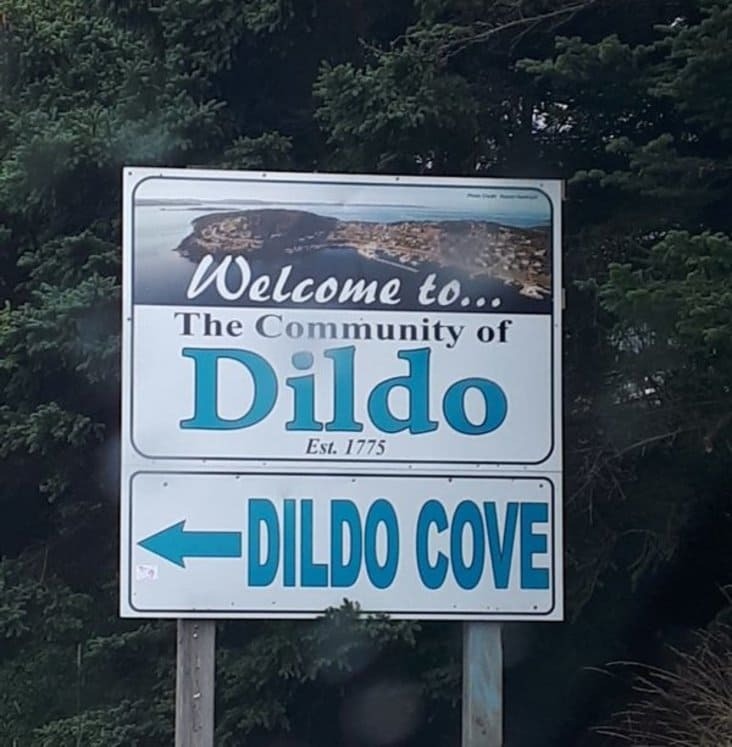 Welcome to...
The Community of
Dildo
Est. 1775
DILDO COVE